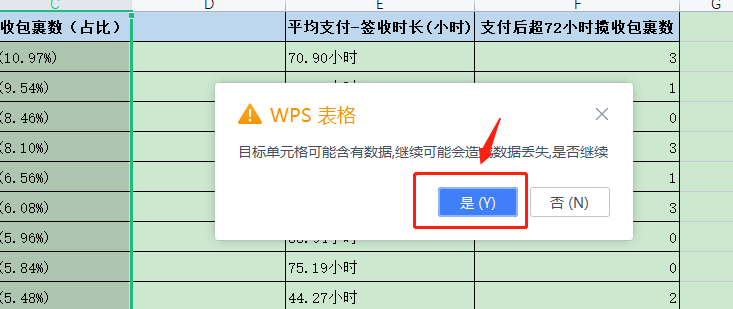 C D E F G
收包裹数（占比） 平均支付-签收时长(小时) 支付后超72小时揽收包裹数
(10.97%) 70.90小时 3
(9.54%) 1
(8.46%) 0
(8.10%) 3
(6.56%) 1
(6.08%) 3
(5.96%) 0
(5.84%) 75.19小时 0
(5.48%) 44.27小时 2
WPS 表格
目标单元格可能含有数据,继续可能会造成数据丢失,是否继续
是 (Y) 否 (N)